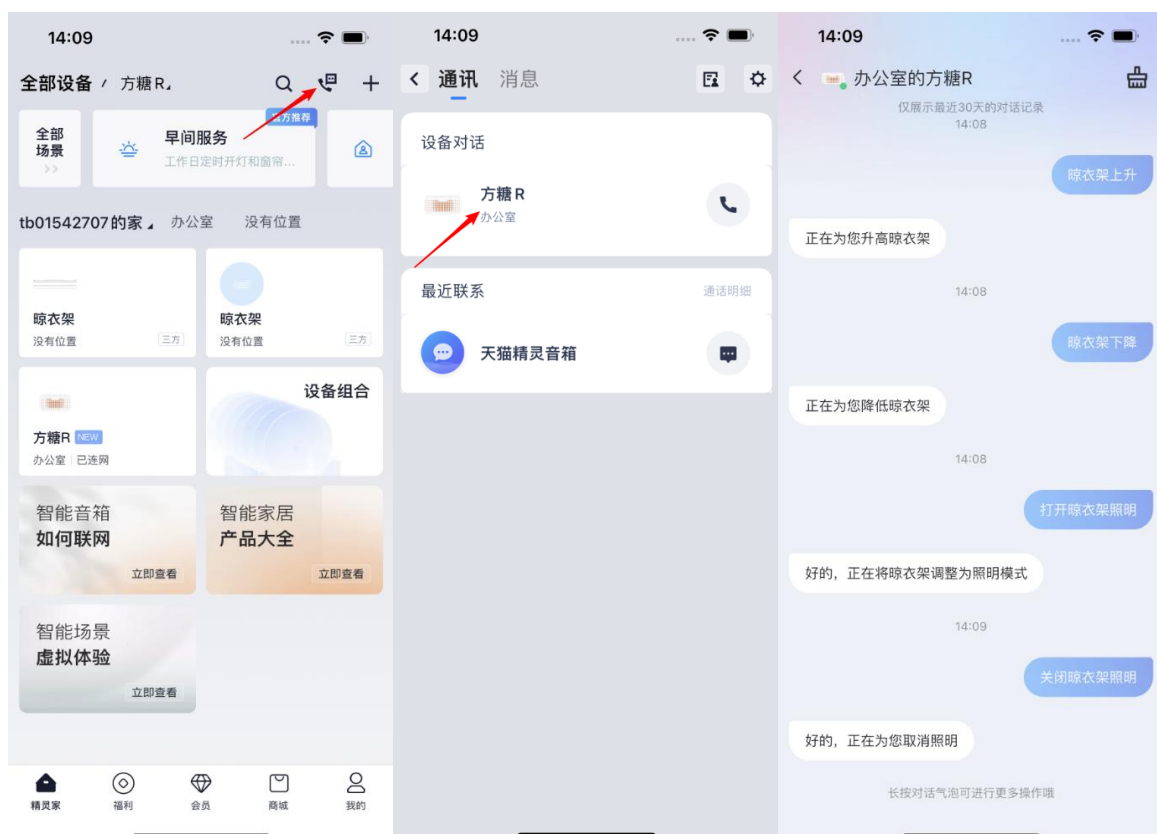 14:09
全部设备 / 方糖R
官方推荐
全部
场景
>>
早间服务
工作日定时开灯和窗帘...
tb01542707的家 办公室 没有位置
晾衣架
没有位置 三方
晾衣架
没有位置 三方
方糖R NEW
办公室 | 已连网
设备组合
智能音箱
如何联网
立即查看
智能家居
产品大全
立即查看
智能场景
虚拟体验
立即查看
精灵家 福利 会员 商城 我的
14:09
通讯 消息
设备对话
方糖R
办公室
最近联系 通话明细
天猫精灵音箱
14:09
办公室的方糖R
仅展示最近30天的对话记录
14:08
晾衣架上升
正在为您升高晾衣架
14:08
晾衣架下降
正在为您降低晾衣架
14:08
打开晾衣架照明
好的，正在将晾衣架调整为照明模式
14:09
关闭晾衣架照明
好的，正在为您取消照明
长按对话气泡可进行更多操作哦